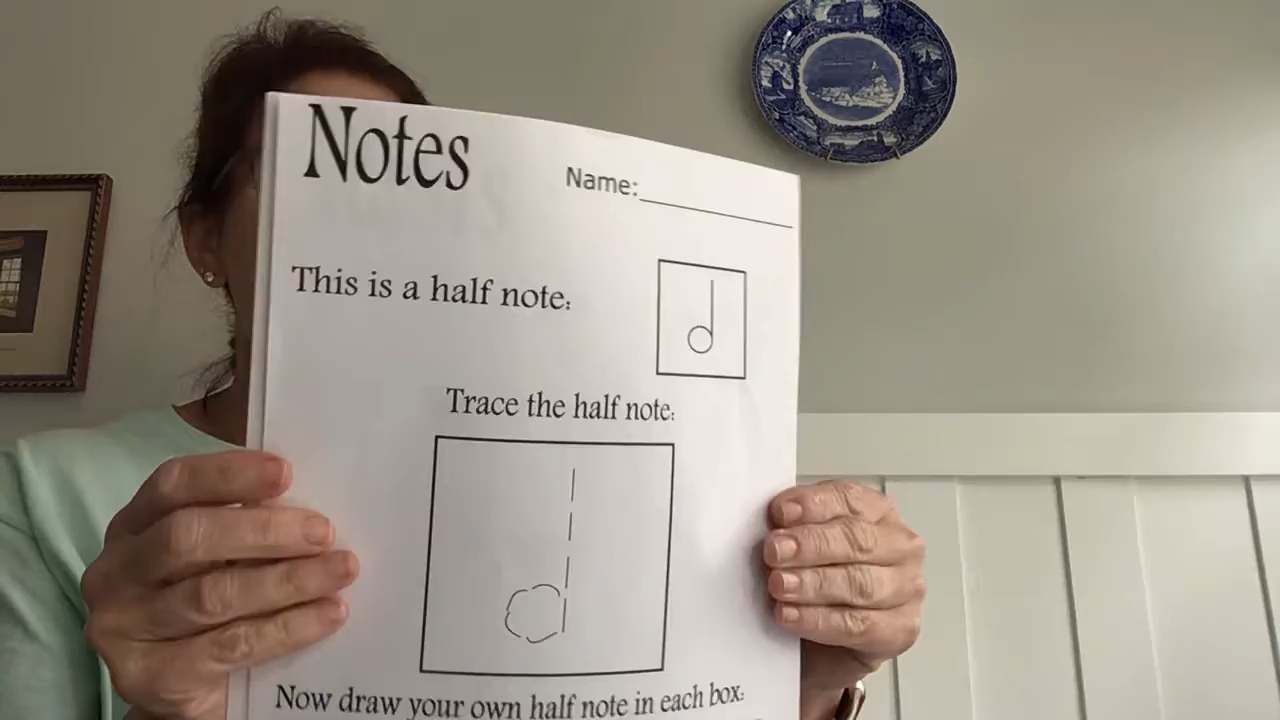 Notes
Name:
This is a half note:
Trace the half note:
Now draw your own half note in each box: